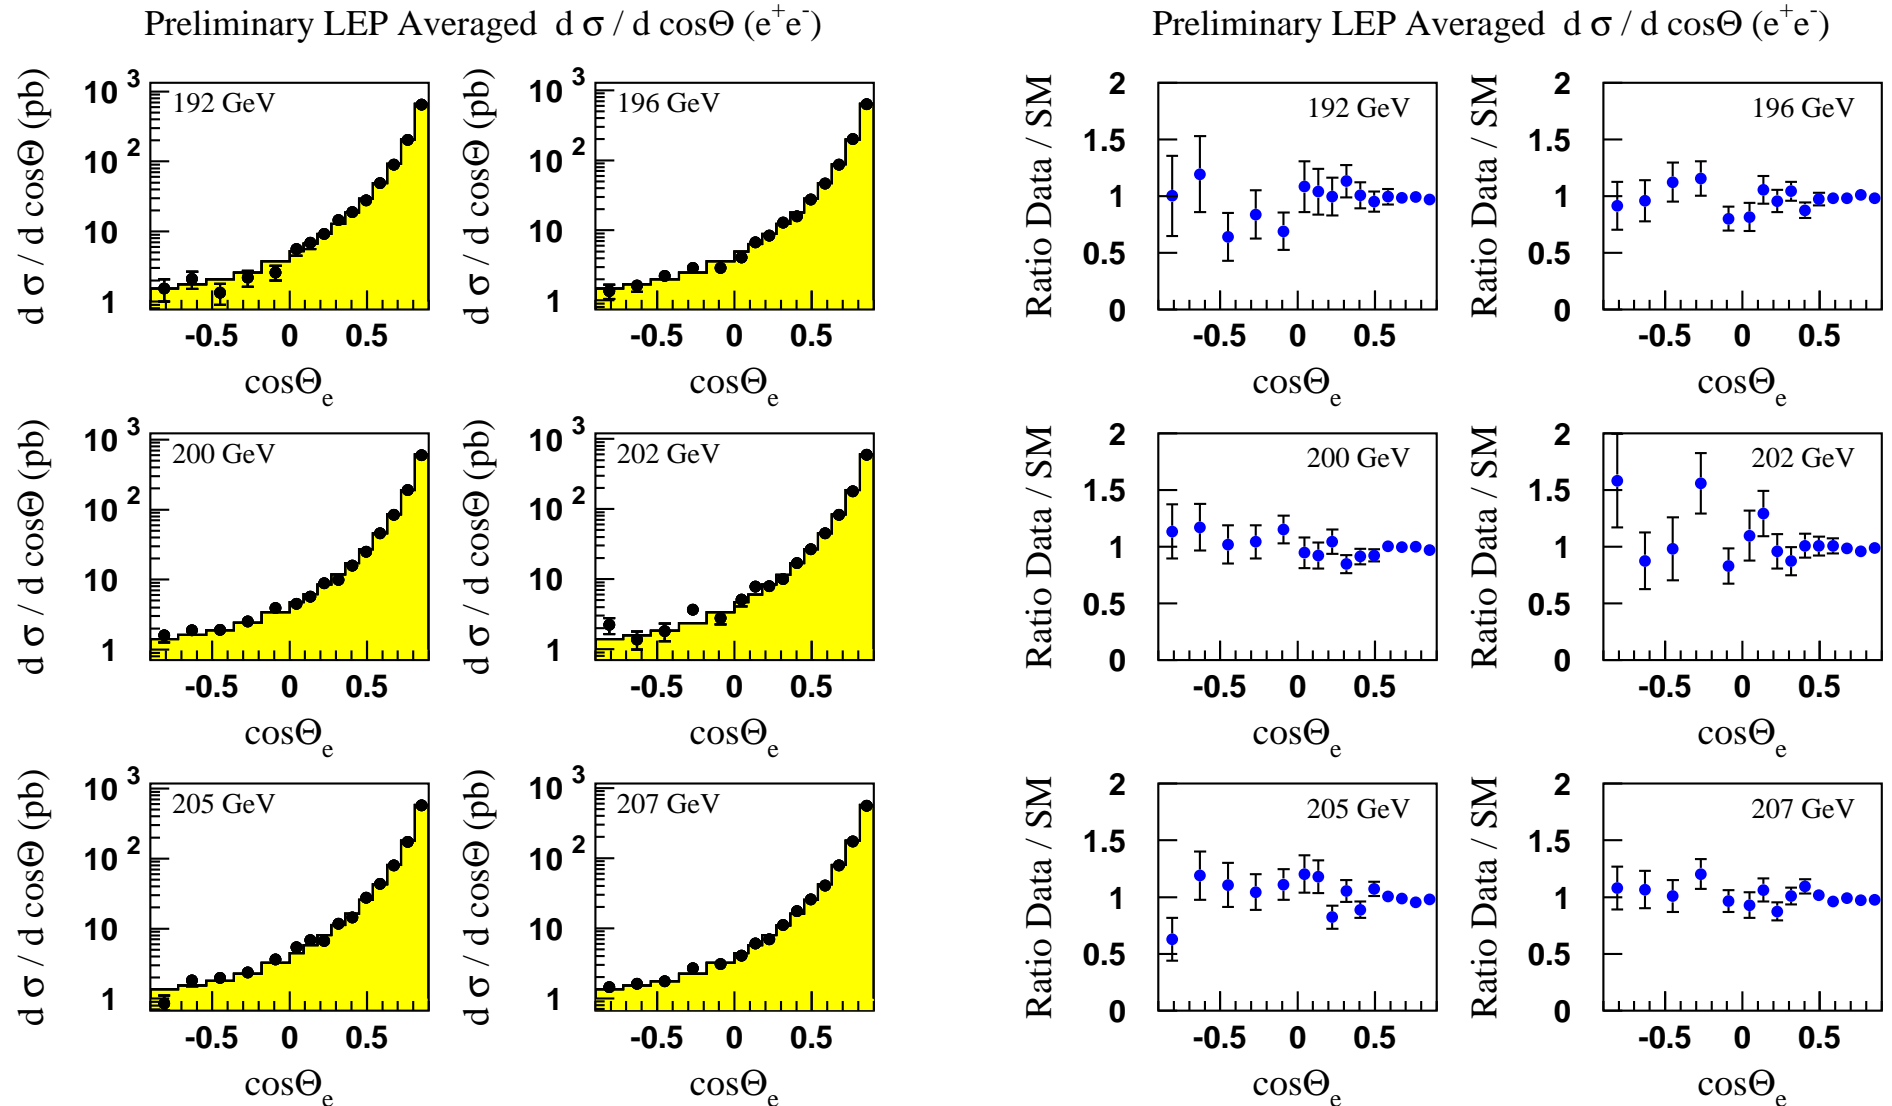 Preliminary LEP Averaged d σ / d cosΘ (e⁺e⁻)
d σ / d cosΘ (pb)
10³
10²
10
1
192 GeV
-0.5 0 0.5
cosΘₑ
d σ / d cosΘ (pb)
10³
10²
10
1
196 GeV
-0.5 0 0.5
cosΘₑ
d σ / d cosΘ (pb)
10³
10²
10
1
200 GeV
-0.5 0 0.5
cosΘₑ
d σ / d cosΘ (pb)
10³
10²
10
1
202 GeV
-0.5 0 0.5
cosΘₑ
d σ / d cosΘ (pb)
10³
10²
10
1
205 GeV
-0.5 0 0.5
cosΘₑ
d σ / d cosΘ (pb)
10³
10²
10
1
207 GeV
-0.5 0 0.5
cosΘₑ
Preliminary LEP Averaged d σ / d cosΘ (e⁺e⁻)
Ratio Data / SM
2
1.5
1
0.5
0
192 GeV
-0.5 0 0.5
cosΘₑ
Ratio Data / SM
2
1.5
1
0.5
0
196 GeV
-0.5 0 0.5
cosΘₑ
Ratio Data / SM
2
1.5
1
0.5
0
200 GeV
-0.5 0 0.5
cosΘₑ
Ratio Data / SM
2
1.5
1
0.5
0
202 GeV
-0.5 0 0.5
cosΘₑ
Ratio Data / SM
2
1.5
1
0.5
0
205 GeV
-0.5 0 0.5
cosΘₑ
Ratio Data / SM
2
1.5
1
0.5
0
207 GeV
-0.5 0 0.5
cosΘₑ